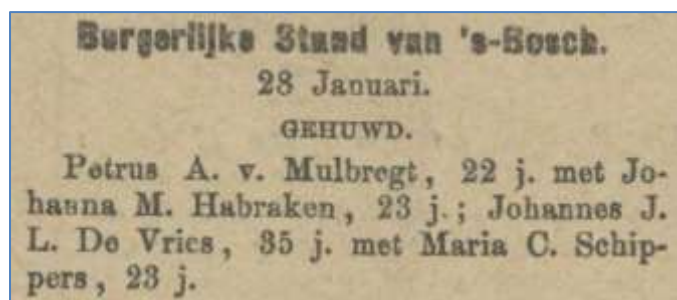 Burgerlijke Stand van 's-Bosch.
28 Januari.
GEHUWD.
Petrus A. v. Mulbregt, 22 j. met Jo-
hanna M. Habraken, 23 j.; Johannes J.
L. De Vries, 35 j. met Maria C. Schip-
pers, 23 j.